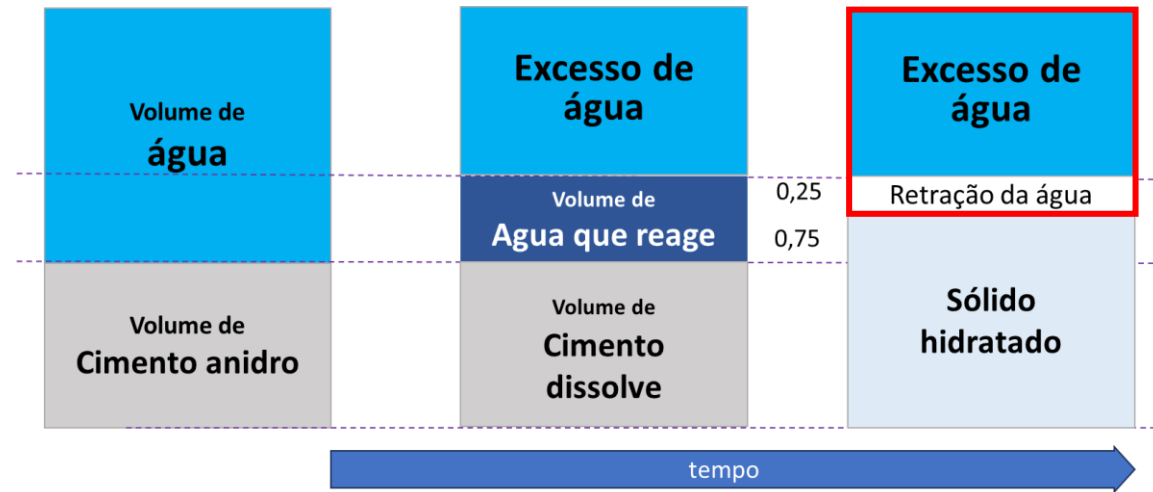 Volume de
água
Volume de
Cimento anidro
Excesso de
água
Volume de
Agua que reage
Volume de
Cimento
dissolve
0,25
0,75
Excesso de
água
Retração da água
Sólido
hidratado
tempo